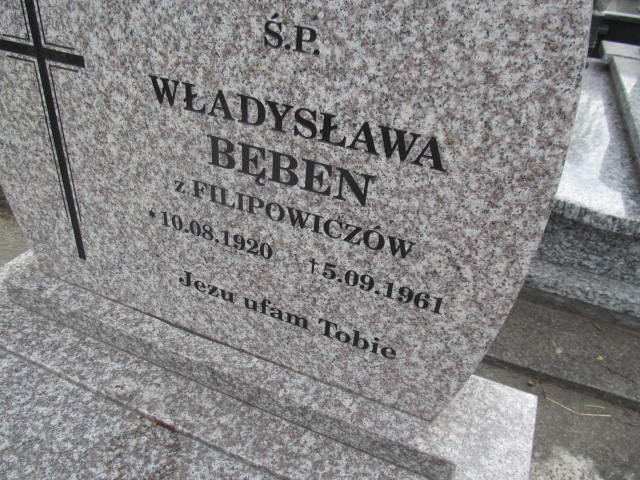 Ś.P.
WŁADYSŁAWA
BĘBEN
z FILIPOWICZÓW
*10.08.1920 †5.09.1961
Jezu ufam Tobie